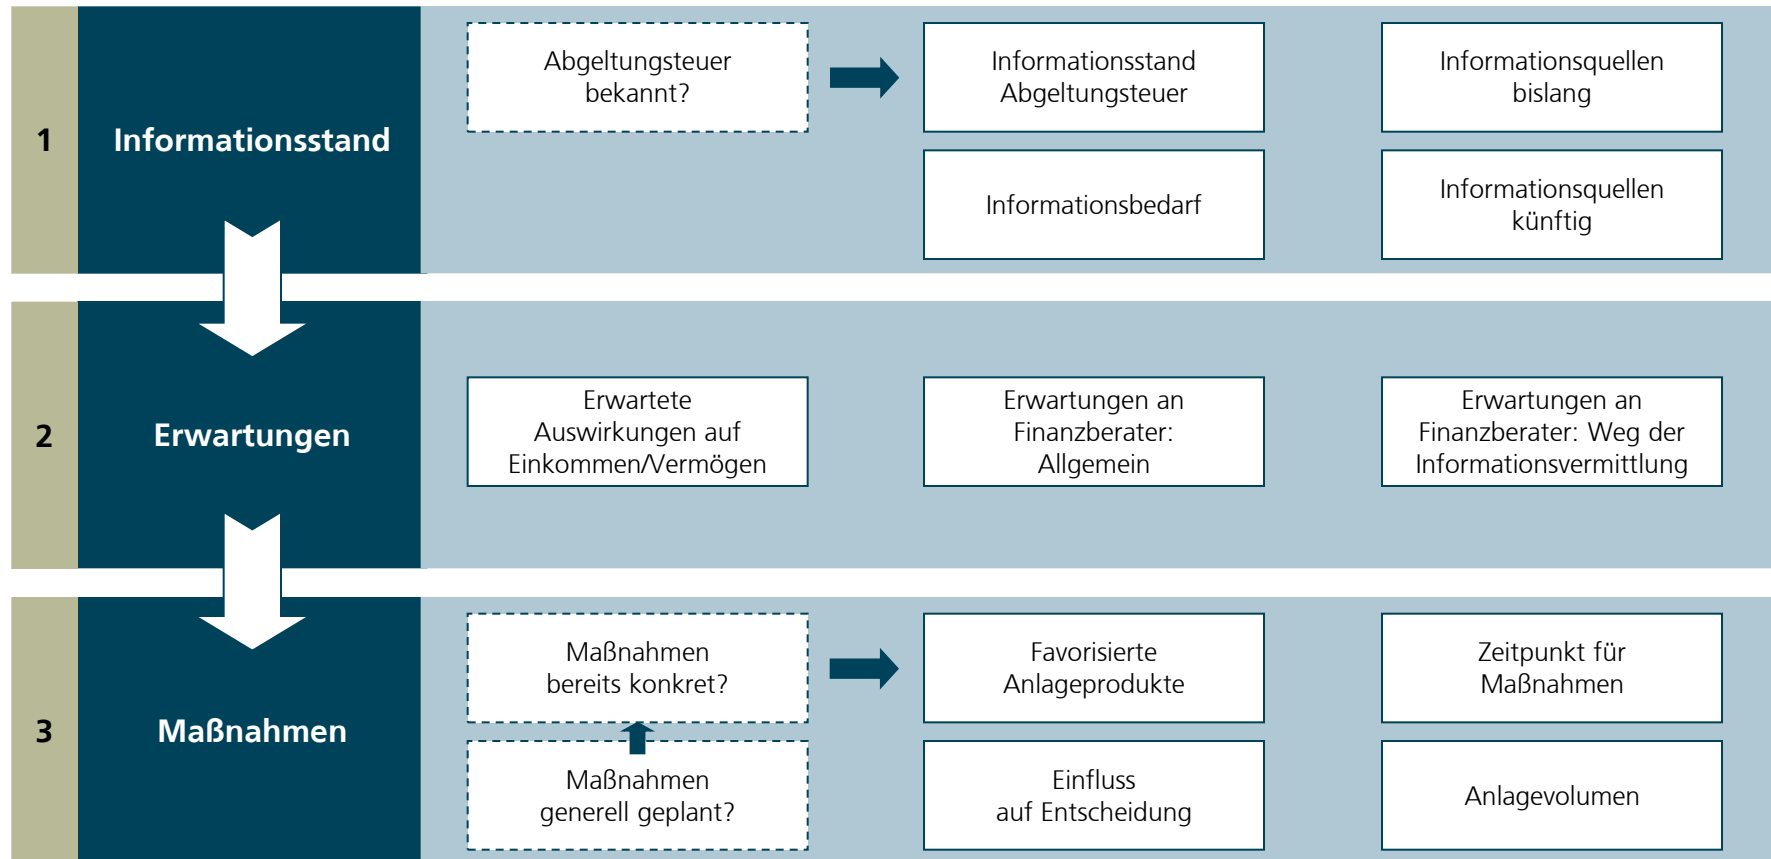 1
Informationsstand
Abgeltungsteuer
bekannt?
Informationsstand
Abgeltungsteuer
Informationsquellen
bislang
Informationsbedarf
Informationsquellen
künftig
2
Erwartungen
Erwartete
Auswirkungen auf
Einkommen/Vermögen
Erwartungen an
Finanzberater:
Allgemein
Erwartungen an
Finanzberater: Weg der
Informationsvermittlung
3
Maßnahmen
Maßnahmen
bereits konkret?
Favorisierte
Anlageprodukte
Zeitpunkt für
Maßnahmen
Maßnahmen
generell geplant?
Einfluss
auf Entscheidung
Anlagevolumen